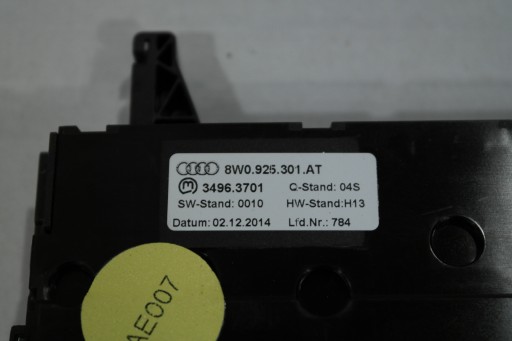 8W0.925.301.AT
3496.3701 Q-Stand: 04S
SW-Stand: 0010 HW-Stand:H13
Datum: 02.12.2014 Lfd.Nr.: 784
AE007